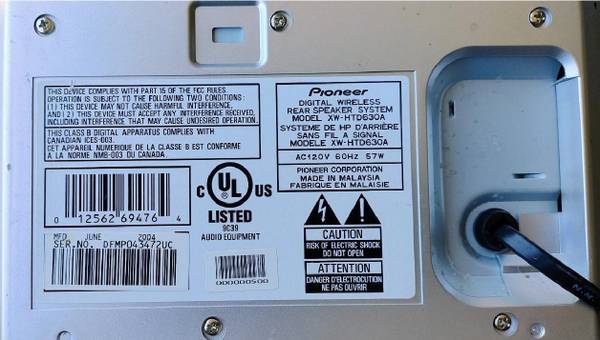 THIS DEVICE COMPLIES WITH PART 15 OF THE FCC RULES.
OPERATION IS SUBJECT TO THE FOLLOWING TWO CONDITIONS:
(1) THIS DEVICE MAY NOT CAUSE HARMFUL INTERFERENCE,
AND (2) THIS DEVICE MUST ACCEPT ANY INTERFERENCE RECEIVED,
INCLUDING INTERFERENCE THAT MAY CAUSE UNDESIRED OPERATION.
THIS CLASS B DIGITAL APPARATUS COMPLIES WITH
CANADIAN ICES-003.
CET APPAREIL NUMERIQUE DE LA CLASSE B EST CONFORME
A LA NORME NMB-003 DU CANADA.
0 12562 69476 4
MFD JUNE 2004
SER.NO. DFMP043472UC
C UL US
LISTED
9C39
AUDIO EQUIPMENT
000000500
Pioneer
DIGITAL WIRELESS
REAR SPEAKER SYSTEM
MODEL XW-HTD630A
SYSTEME DE HP D'ARRIÈRE
SANS FIL A SIGNAL
MODELE XW-HTD630A
AC120V 60Hz 57W
PIONEER CORPORATION
MADE IN MALAYSIA
FABRIQUE EN MALAISIE
CAUTION
RISK OF ELECTRIC SHOCK
DO NOT OPEN
ATTENTION
DANGER D'ELECTROCUTION
NE PAS OUVRIR